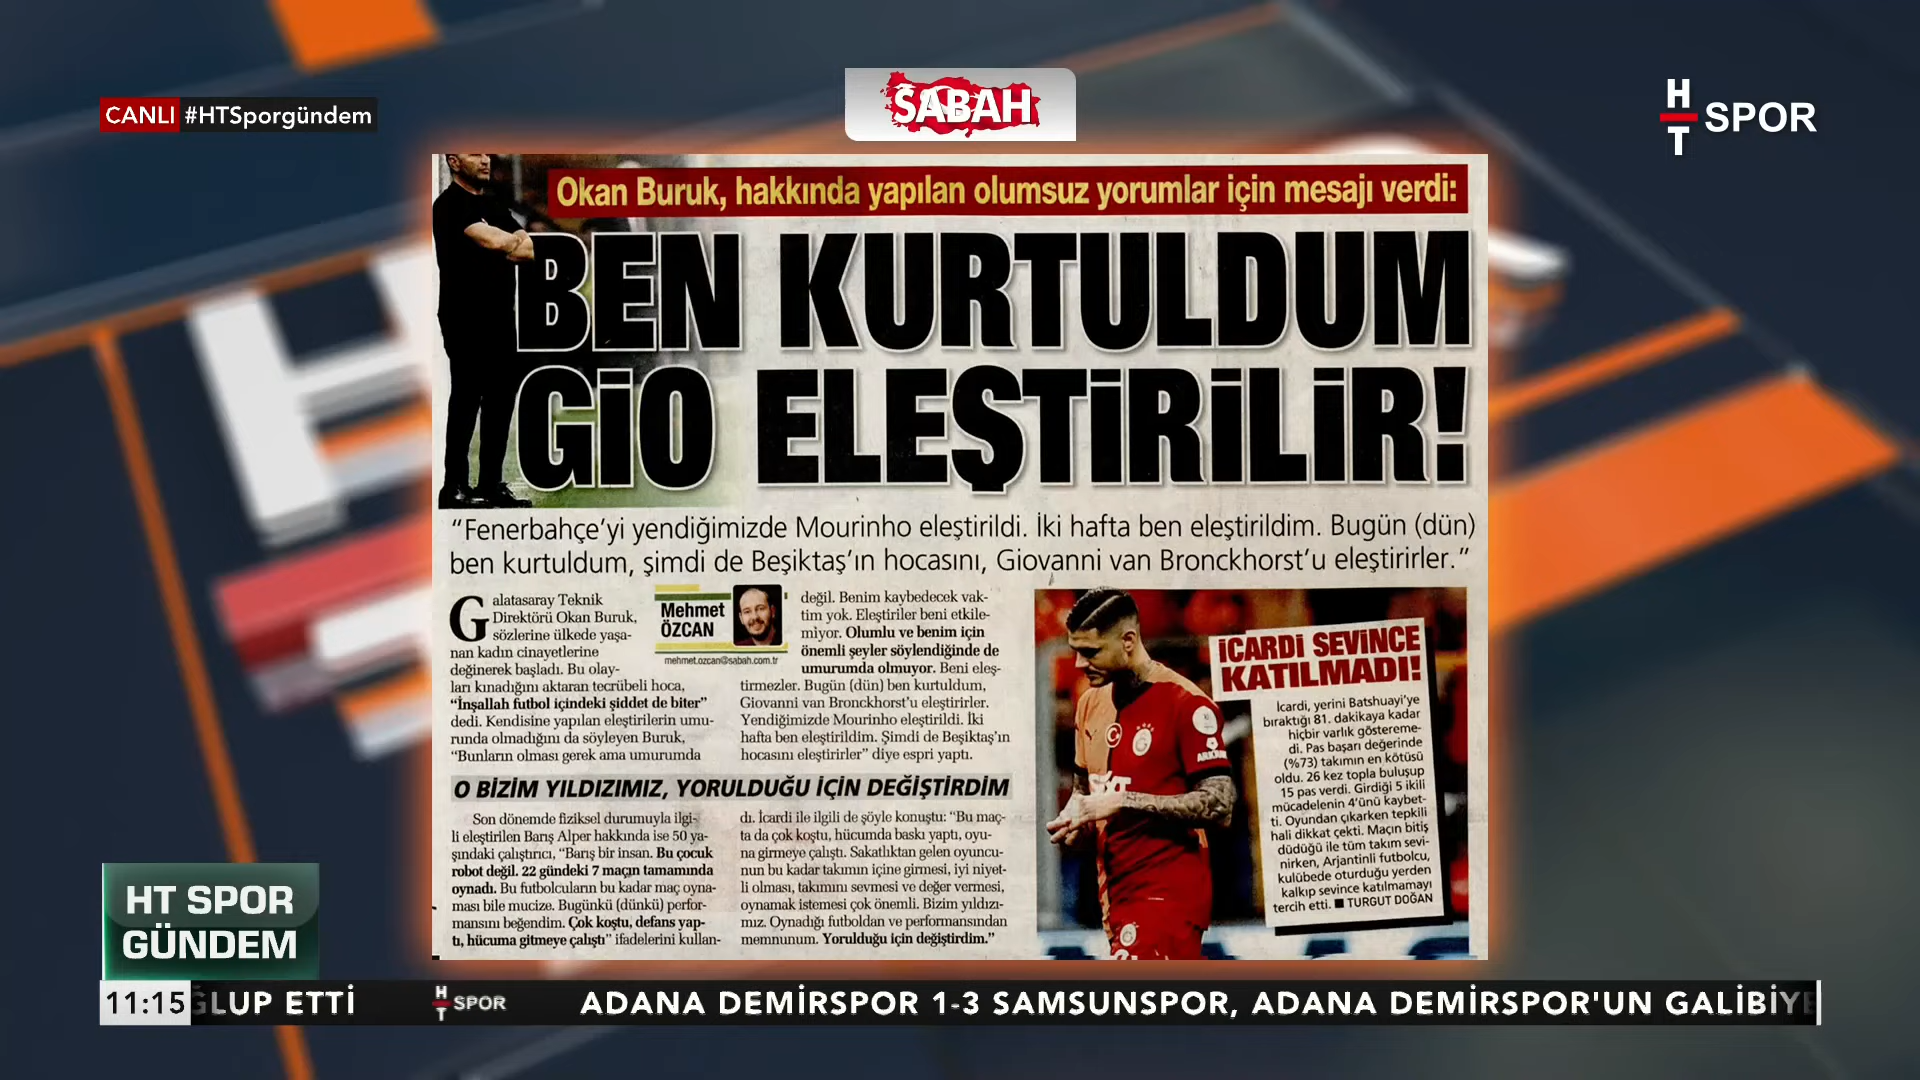 CANLI #HTSporgündem
SABAH
HT SPOR
Okan Buruk, hakkında yapılan olumsuz yorumlar için mesajı verdi:
BEN KURTULDUM
GİO ELEŞTİRİLİR!
“Fenerbahçe’yi yendiğimizde Mourinho eleştirildi. İki hafta ben eleştirildim. Bugün (dün)
ben kurtuldum, şimdi de Beşiktaş’ın hocasını, Giovanni van Bronckhorst’u eleştirirler.”
Galatasaray Teknik
Direktörü Okan Buruk,
sözlerine ülkede yaşa-
nan kadın cinayetlerine
değinerek başladı. Bu olay-
ları kınadığını aktaran tecrübeli hoca,
“İnşallah futbol içindeki şiddet de biter”
dedi. Kendisine yapılan eleştirilerin umu-
runda olmadığını da söyleyen Buruk,
“Bunların olması gerek ama umurumda
Mehmet
ÖZCAN
mehmet.ozcan@sabah.com.tr
değil. Benim kaybedecek vak-
tim yok. Eleştiriler beni etkile-
miyor. Olumlu ve benim için
önemli şeyler söylendiğinde de
umurumda olmuyor. Beni eleş-
tirmezler. Bugün (dün) ben kurtuldum,
Giovanni van Bronckhorst’u eleştirirler.
Yendiğimizde Mourinho eleştirildi. İki
hafta ben eleştirildim. Şimdi de Beşiktaş’ın
hocasını eleştirirler” diye espri yaptı.
O BİZİM YILDIZIMIZ, YORULDUĞU İÇİN DEĞİŞTİRDİM
Son dönemde fiziksel durumuyla ilgi-
li eleştirilen Barış Alper hakkında ise 50 ya-
şındaki çalıştırıcı, “Barış bir insan. Bu çocuk
robot değil. 22 gündeki 7 maçın tamamında
oynadı. Bu futbolcuların bu kadar maç oyna-
ması bile mucize. Bugünkü (dünkü) perfor-
mansını beğendim. Çok koştu, defans yap-
tı, hücuma gitmeye çalıştı” ifadelerini kullan-
dı. İcardi ile ilgili de şöyle konuştu: “Bu maç-
ta da çok koştu, hücumda baskı yaptı, oyu-
na girmeye çalıştı. Sakatlıktan gelen oyuncu-
nun bu kadar takımın içine girmesi, iyi niyet-
li olması, takımını sevmesi ve değer vermesi,
oynamak istemesi çok önemli. Bizim yıldızı-
mız. Oynadığı futboldan ve performansından
memnunum. Yorulduğu için değiştirdim.”
İCARDİ SEVİNCE
KATILMADI!
İcardi, yerini Batshuayi’ye
bıraktığı 81. dakikaya kadar
hiçbir varlık gösterеme-
di. Pas başarı değerinde
(%73) takımın en kötüsü
oldu. 26 kez topla buluşup
15 pas verdi. Girdiği 5 ikili
mücadelenin 4’ünü kaybet-
ti. Oyundan çıkarken tepkili
hali dikkat çekti. Maçın bitiş
düdüğü ile tüm takım sevi-
nirken, Arjantinli futbolcu,
kulübede oturduğu yerden
kalkıp sevince katılmamayı
tercih etti. ■ TURGUT DOĞAN
HT SPOR
GÜNDEM
11:15 ĞLUP ETTİ HT SPOR ADANA DEMİRSPOR 1-3 SAMSUNSPOR, ADANA DEMİRSPOR'UN GALİBİYE